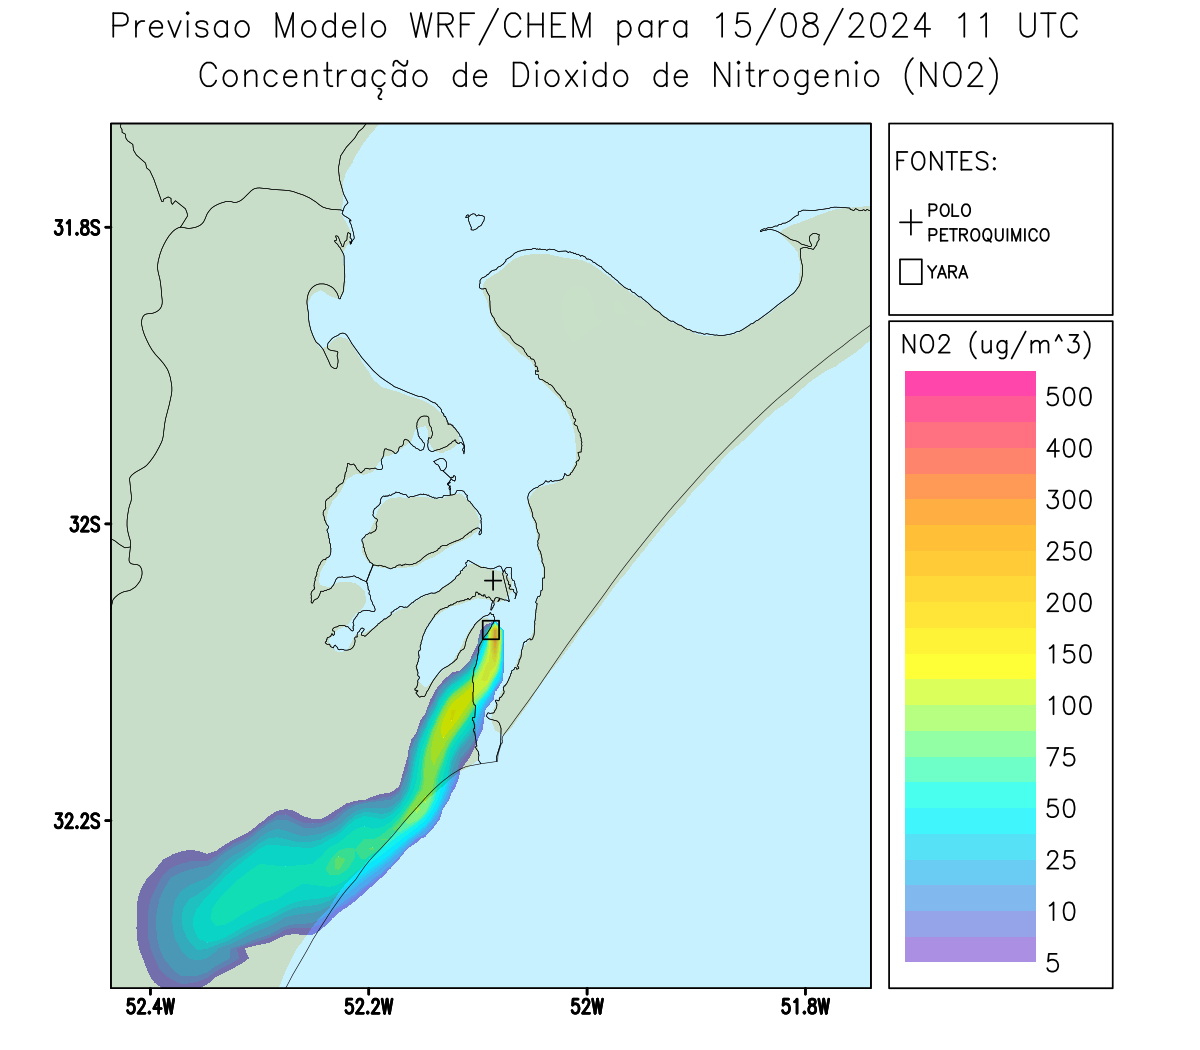 Previsao Modelo WRF/CHEM para 15/08/2024 11 UTC
Concentração de Dioxido de Nitrogenio (NO2)
FONTES:
POLO
PETROQUIMICO
YARA
NO2 (ug/m^3)
500
400
300
250
200
150
100
75
50
25
10
5
31.8S
32S
32.2S
52.4W
52.2W
52W
51.8W